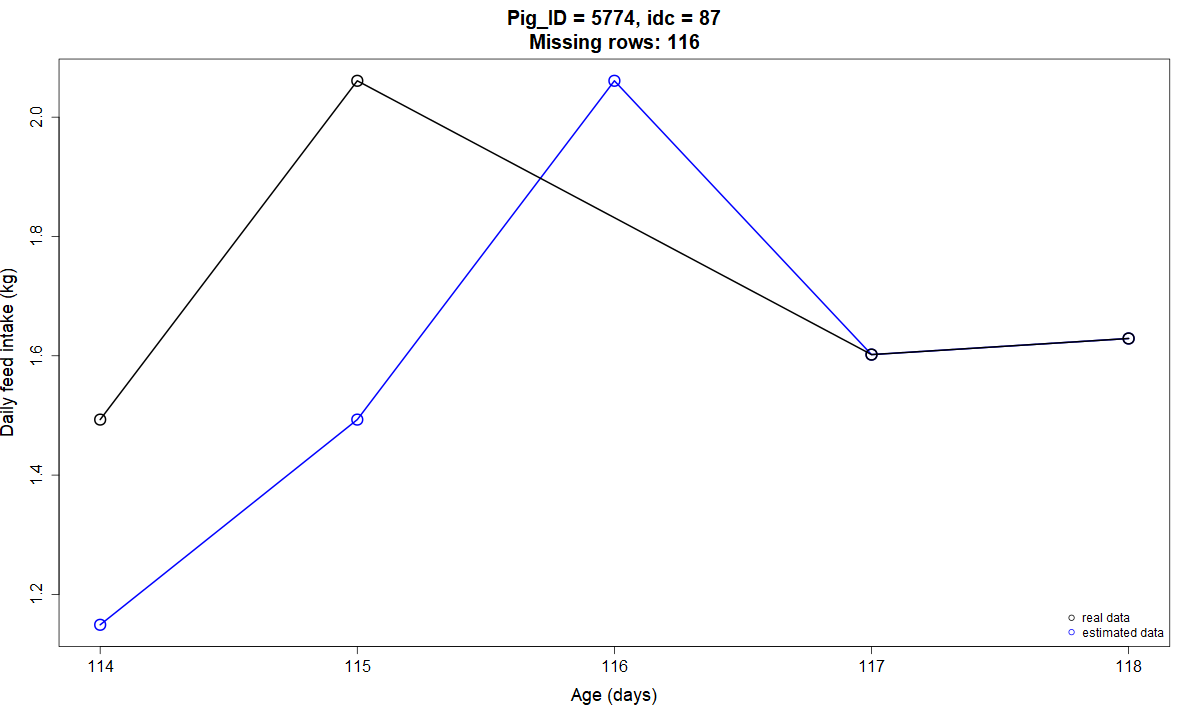 Pig_ID = 5774, idc = 87
Missing rows: 116
Daily feed intake (kg)
2.0
1.8
1.6
1.4
1.2
real data
estimated data
114 115 116 117 118
Age (days)